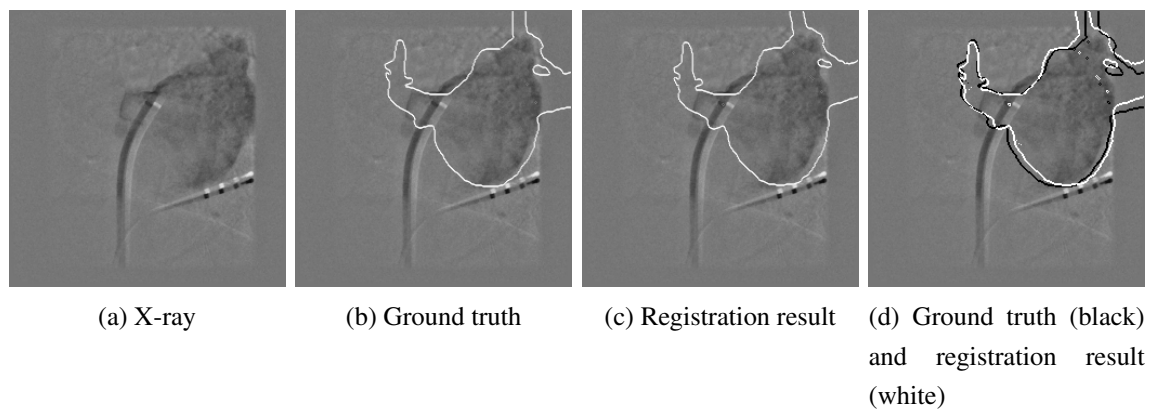 (a) X-ray
(b) Ground truth
(c) Registration result
(d) Ground truth (black)
and registration result
(white)